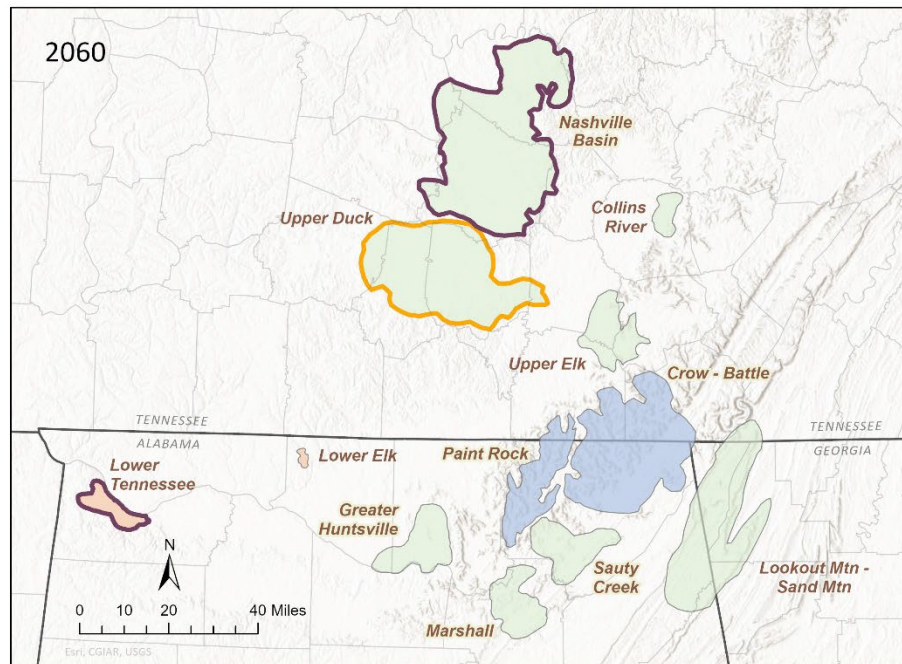 2060
Nashville
Basin
Collins
River
Upper Duck
Upper Elk
Crow - Battle
TENNESSEE
ALABAMA
TENNESSEE
GEORGIA
Paint Rock
Lower Elk
Lower
Tennessee
Greater
Huntsville
Sauty
Creek
Lookout Mtn -
Sand Mtn
Marshall
N
0 10 20 40 Miles
Esri, CGIAR, USGS